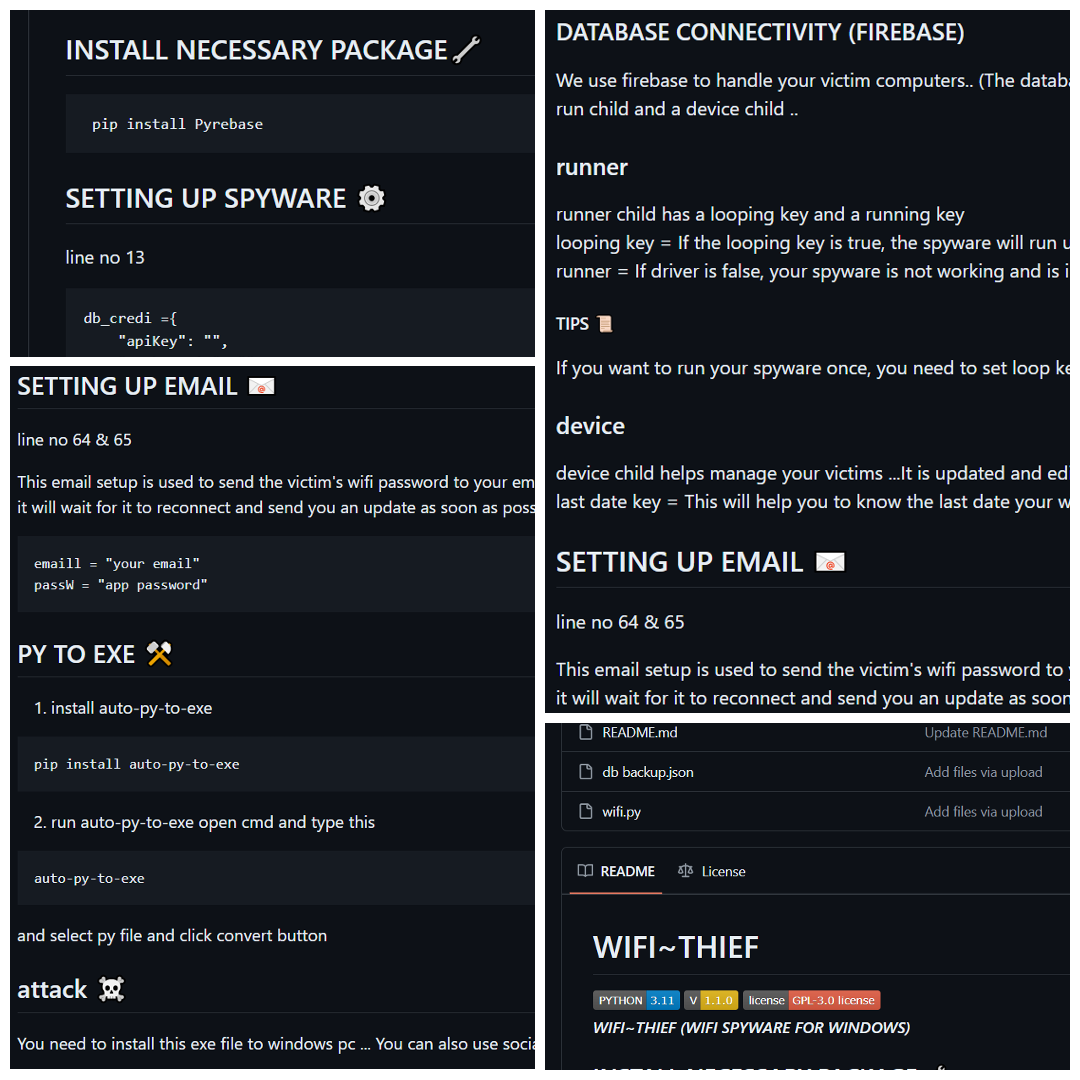 INSTALL NECESSARY PACKAGE
pip install Pyrebase
SETTING UP SPYWARE
line no 13
db_credi ={
"apiKey": "",
SETTING UP EMAIL
line no 64 & 65
This email setup is used to send the victim's wifi password to your em
it will wait for it to reconnect and send you an update as soon as poss
emaill = "your email"
passW = "app password"
PY TO EXE
1. install auto-py-to-exe
pip install auto-py-to-exe
2. run auto-py-to-exe open cmd and type this
auto-py-to-exe
and select py file and click convert button
attack
You need to install this exe file to windows pc ... You can also use socia
DATABASE CONNECTIVITY (FIREBASE)
We use firebase to handle your victim computers.. (The databa
run child and a device child ..
runner
runner child has a looping key and a running key
looping key = If the looping key is true, the spyware will run u
runner = If driver is false, your spyware is not working and is i
TIPS
If you want to run your spyware once, you need to set loop ke
device
device child helps manage your victims ...It is updated and ed
last date key = This will help you to know the last date your w
SETTING UP EMAIL
line no 64 & 65
This email setup is used to send the victim's wifi password to y
it will wait for it to reconnect and send you an update as soon
README.md Update README.md
db backup.json Add files via upload
wifi.py Add files via upload
README License
WIFI~THIEF
PYTHON 3.11 V 1.1.0 license GPL-3.0 license
WIFI~THIEF (WIFI SPYWARE FOR WINDOWS)
INSTALL NECESSARY PACKAGE